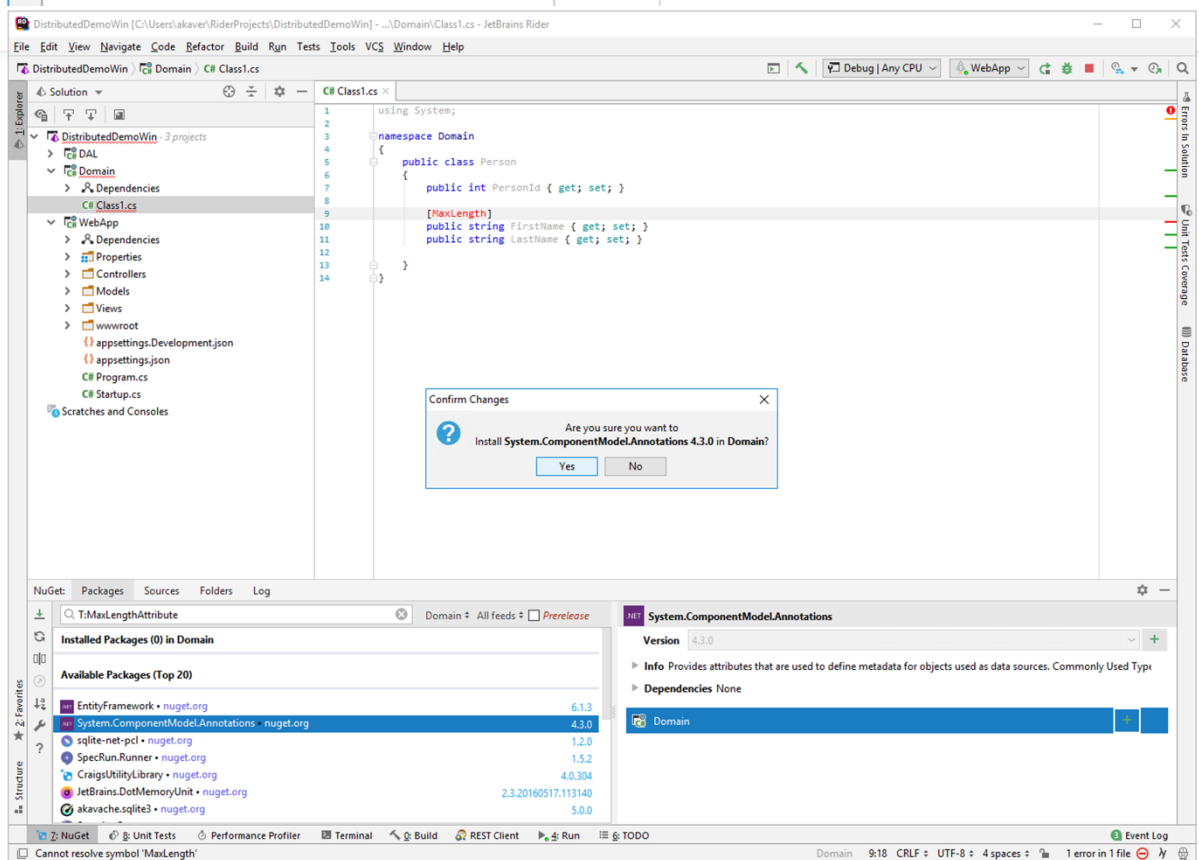 DistributedDemoWin [C:\Users\akaver\RiderProjects\DistributedDemoWin] - ...\Domain\Class1.cs - JetBrains Rider
File Edit View Navigate Code Refactor Build Run Tests Tools VCS Window Help
DistributedDemoWin Domain C# Class1.cs
Debug | Any CPU WebApp
1: Explorer
Solution
DistributedDemoWin - 3 projects
DAL
Domain
Dependencies
C# Class1.cs
WebApp
Dependencies
Properties
Controllers
Models
Views
wwwroot
appsettings.Development.json
appsettings.json
C# Program.cs
C# Startup.cs
Scratches and Consoles
C# Class1.cs
1 using System;
2
3 namespace Domain
4 {
5 public class Person
6 {
7 public int PersonId { get; set; }
8
9 [MaxLength]
10 public string FirstName { get; set; }
11 public string LastName { get; set; }
12
13 }
14 }
Errors In Solution
Unit Tests Coverage
Database
Confirm Changes
Are you sure you want to
Install System.ComponentModel.Annotations 4.3.0 in Domain?
Yes No
NuGet: Packages Sources Folders Log
T:MaxLengthAttribute Domain All feeds Prerelease
Installed Packages (0) in Domain
Available Packages (Top 20)
EntityFramework • nuget.org 6.1.3
System.ComponentModel.Annotations • nuget.org 4.3.0
sqlite-net-pcl • nuget.org 1.2.0
SpecRun.Runner • nuget.org 1.5.2
CraigsUtilityLibrary • nuget.org 4.0.304
JetBrains.DotMemoryUnit • nuget.org 2.3.20160517.113140
akavache.sqlite3 • nuget.org 5.0.0
.NET System.ComponentModel.Annotations
Version 4.3.0
Info Provides attributes that are used to define metadata for objects used as data sources. Commonly Used Type
Dependencies None
Domain
2: Favorites
Structure
7: NuGet 8: Unit Tests Performance Profiler Terminal 0: Build REST Client 4: Run 6: TODO 3 Event Log
Cannot resolve symbol 'MaxLength' Domain 9:18 CRLF UTF-8 4 spaces 1 error in 1 file